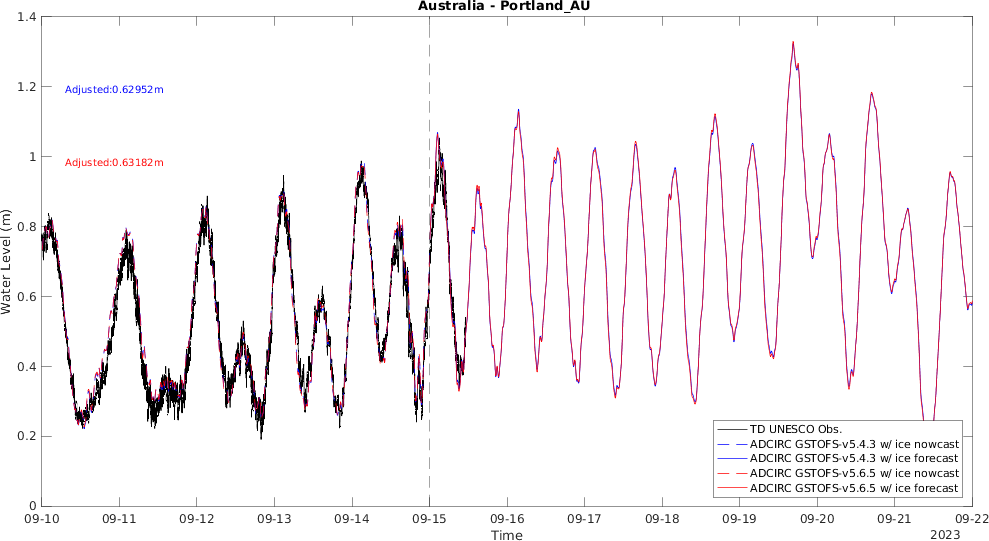 Australia - Portland_AU
1.4
1.2
1
0.8
0.6
0.4
0.2
0
Water Level (m)
Adjusted:0.62952m
Adjusted:0.63182m
TD UNESCO Obs.
ADCIRC GSTOFS-v5.4.3 w/ ice nowcast
ADCIRC GSTOFS-v5.4.3 w/ ice forecast
ADCIRC GSTOFS-v5.6.5 w/ ice nowcast
ADCIRC GSTOFS-v5.6.5 w/ ice forecast
09-10 09-11 09-12 09-13 09-14 09-15 09-16 09-17 09-18 09-19 09-20 09-21 09-22
Time
2023